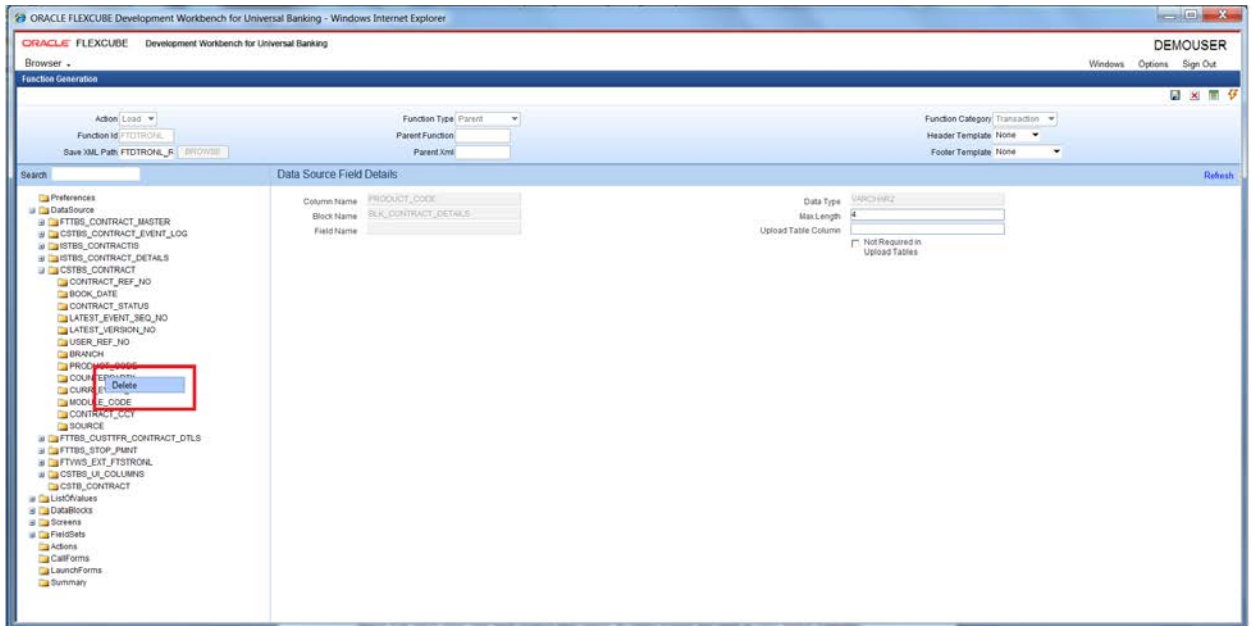 ORACLE FLEXCUBE Development Workbench for Universal Banking - Windows Internet Explorer
ORACLE FLEXCUBE Development Workbench for Universal Banking DEMOUSER
Browser Windows Options Sign Out
Function Generation
Action Load Function Type Parent Function Category Transaction
Function Id FTDTRONL Parent Function Header Template None
Save XML Path FTDTRONL_R BROWSE Parent Xml Footer Template None
Search Data Source Field Details Refresh
Preferences
DataSource
FTTBS_CONTRACT_MASTER
CSTBS_CONTRACT_EVENT_LOG
ISTBS_CONTRACTIS
ISTBS_CONTRACT_DETAILS
CSTBS_CONTRACT
CONTRACT_REF_NO
BOOK_DATE
CONTRACT_STATUS
LATEST_EVENT_SEQ_NO
LATEST_VERSION_NO
USER_REF_NO
BRANCH
PRODUCT_CODE
Delete
MODULE_CODE
CONTRACT_CCY
SOURCE
FTTBS_CUSTTFR_CONTRACT_DTLS
FTTBS_STOP_PMNT
FTVWS_EXT_FTSTRONL
CSTBS_UI_COLUMNS
CSTB_CONTRACT
ListOfValues
DataBlocks
Screens
FieldSets
Actions
CallForms
LaunchForms
Summary
Column Name PRODUCT_CODE Data Type VARCHAR2
Block Name BLK_CONTRACT_DETAILS Max Length 4
Field Name Upload Table Column
Not Required in
Upload Tables